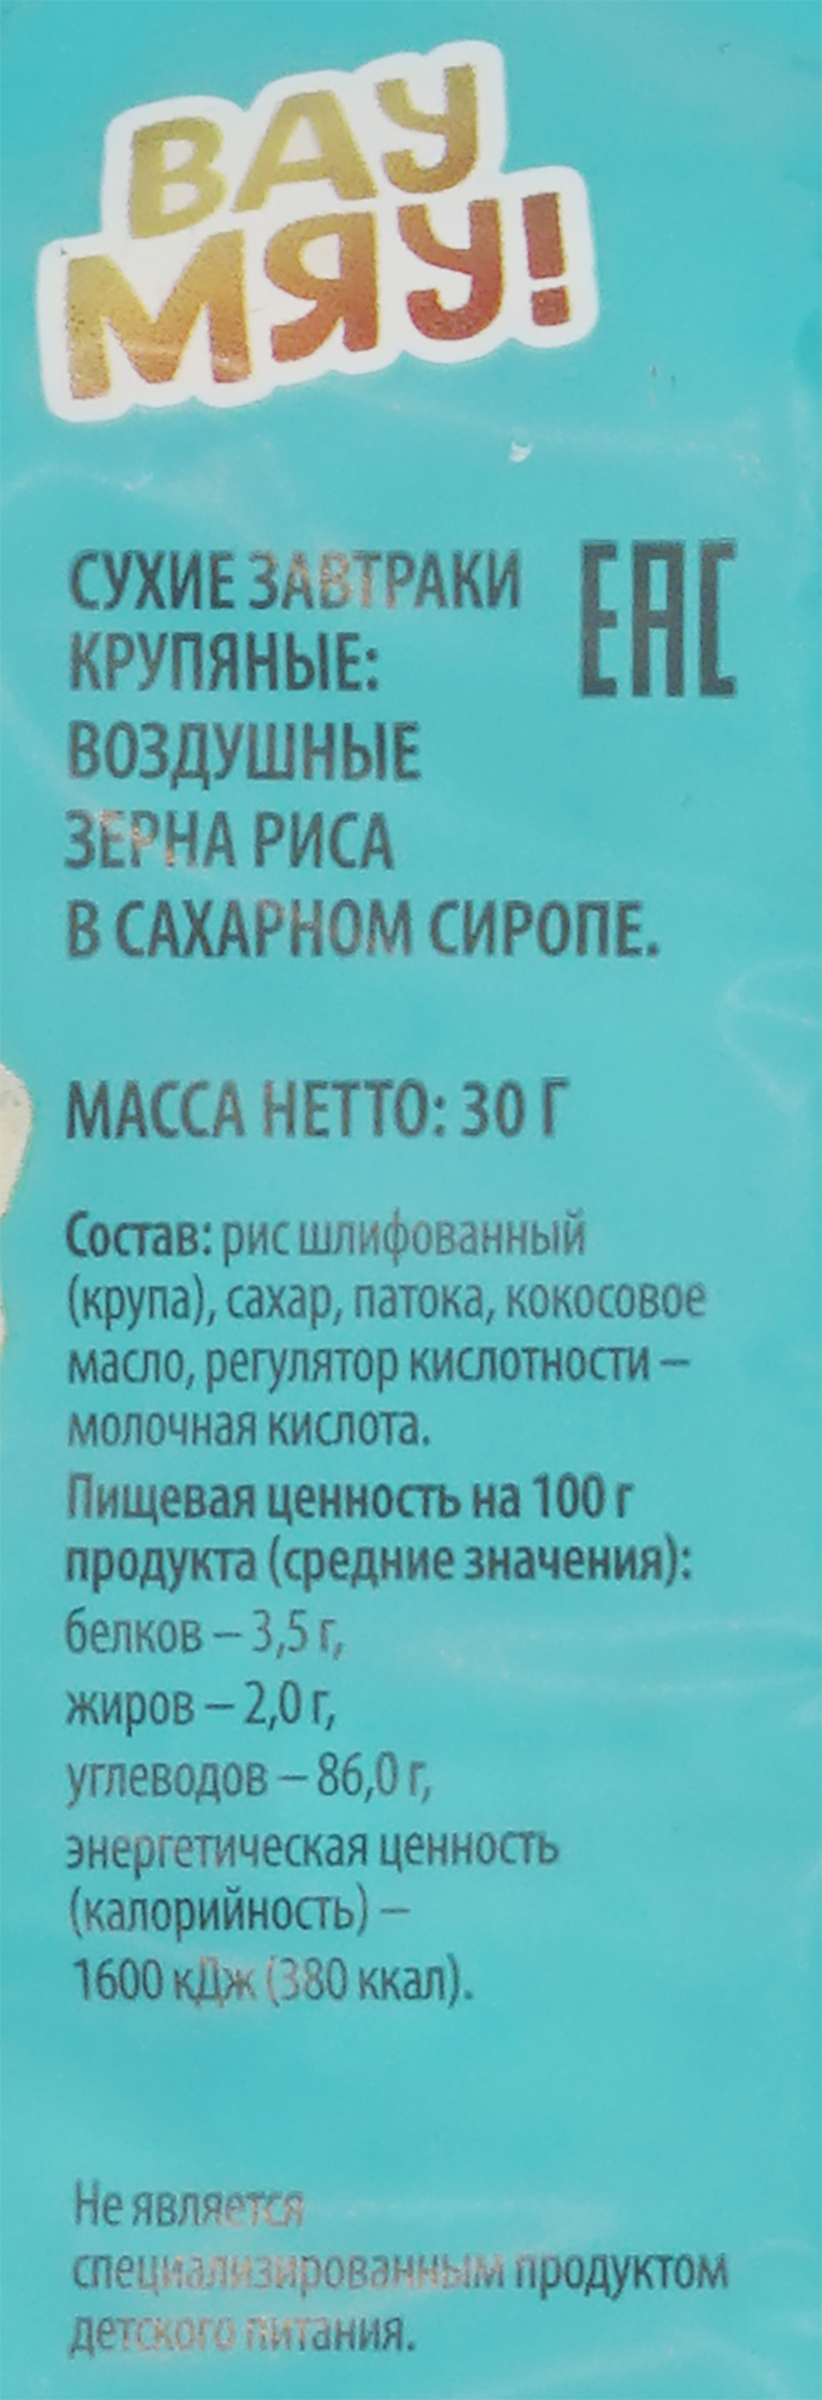 ВАУ
МЯУ!
СУХИЕ ЗАВТРАКИ
EAC
КРУПЯНЫЕ:
ВОЗДУШНЫЕ
ЗЕРНА РИСА
В САХАРНОМ СИРОПЕ.
МАССА НЕТТО: 30 Г
Состав: рис шлифованный
(крупа), сахар, патока, кокосовое
масло, регулятор кислотности –
молочная кислота.
Пищевая ценность на 100 г
продукта (средние значения):
белков – 3,5 г,
жиров – 2,0 г,
углеводов – 86,0 г,
энергетическая ценность
(калорийность) –
1600 кДж (380 ккал).
Не является
специализированным продуктом
детского питания.